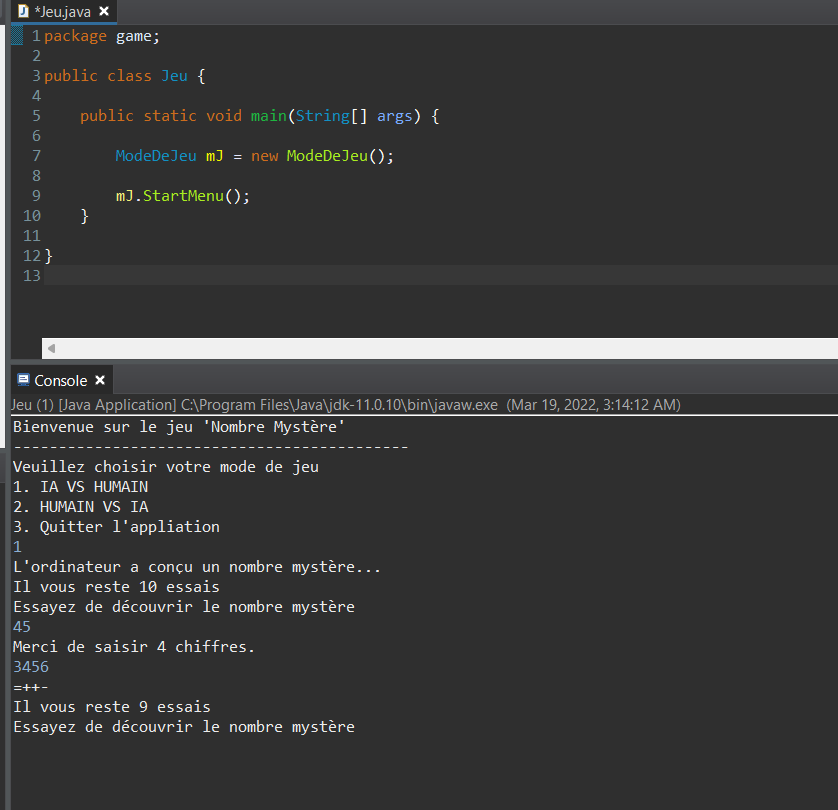 *Jeu.java
1 package game;
2
3 public class Jeu {
4
5 public static void main(String[] args) {
6
7 ModeDeJeu mJ = new ModeDeJeu();
8
9 mJ.StartMenu();
10 }
11
12 }
13
Console
Jeu (1) [Java Application] C:\Program Files\Java\jdk-11.0.10\bin\javaw.exe (Mar 19, 2022, 3:14:12 AM)
Bienvenue sur le jeu 'Nombre Mystère'
--------------------------------------------
Veuillez choisir votre mode de jeu
1. IA VS HUMAIN
2. HUMAIN VS IA
3. Quitter l'appliation
1
L'ordinateur a conçu un nombre mystère...
Il vous reste 10 essais
Essayez de découvrir le nombre mystère
45
Merci de saisir 4 chiffres.
3456
=++-
Il vous reste 9 essais
Essayez de découvrir le nombre mystère